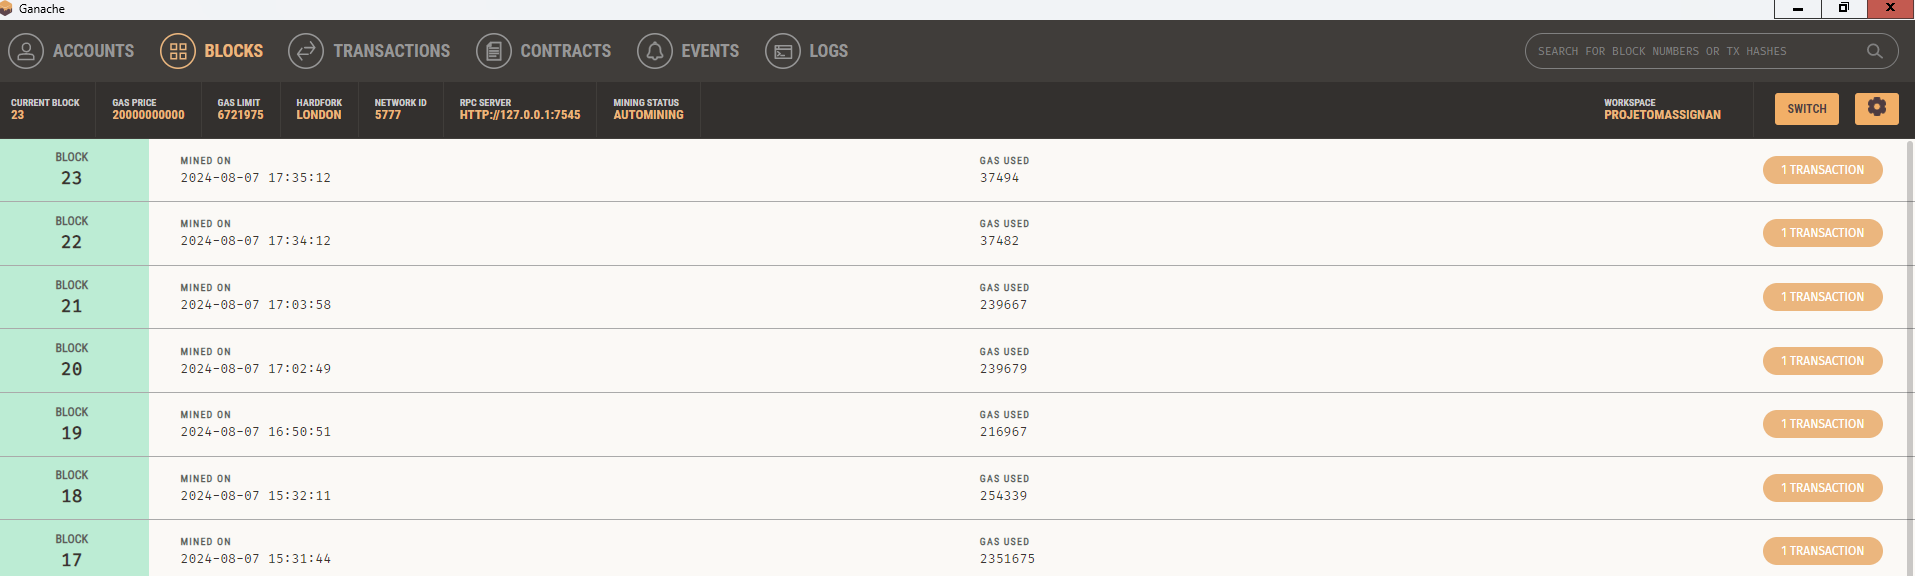 Ganache
ACCOUNTS BLOCKS TRANSACTIONS CONTRACTS EVENTS LOGS SEARCH FOR BLOCK NUMBERS OR TX HASHES
CURRENT BLOCK GAS PRICE GAS LIMIT HARDFORK NETWORK ID RPC SERVER MINING STATUS WORKSPACE
23 20000000000 6721975 LONDON 5777 HTTP://127.0.0.1:7545 AUTOMINING PROJETOMASSIGNAN SWITCH
BLOCK MINED ON GAS USED
23 2024-08-07 17:35:12 37494 1 TRANSACTION
BLOCK MINED ON GAS USED
22 2024-08-07 17:34:12 37482 1 TRANSACTION
BLOCK MINED ON GAS USED
21 2024-08-07 17:03:58 239667 1 TRANSACTION
BLOCK MINED ON GAS USED
20 2024-08-07 17:02:49 239679 1 TRANSACTION
BLOCK MINED ON GAS USED
19 2024-08-07 16:50:51 216967 1 TRANSACTION
BLOCK MINED ON GAS USED
18 2024-08-07 15:32:11 254339 1 TRANSACTION
BLOCK MINED ON GAS USED
17 2024-08-07 15:31:44 2351675 1 TRANSACTION